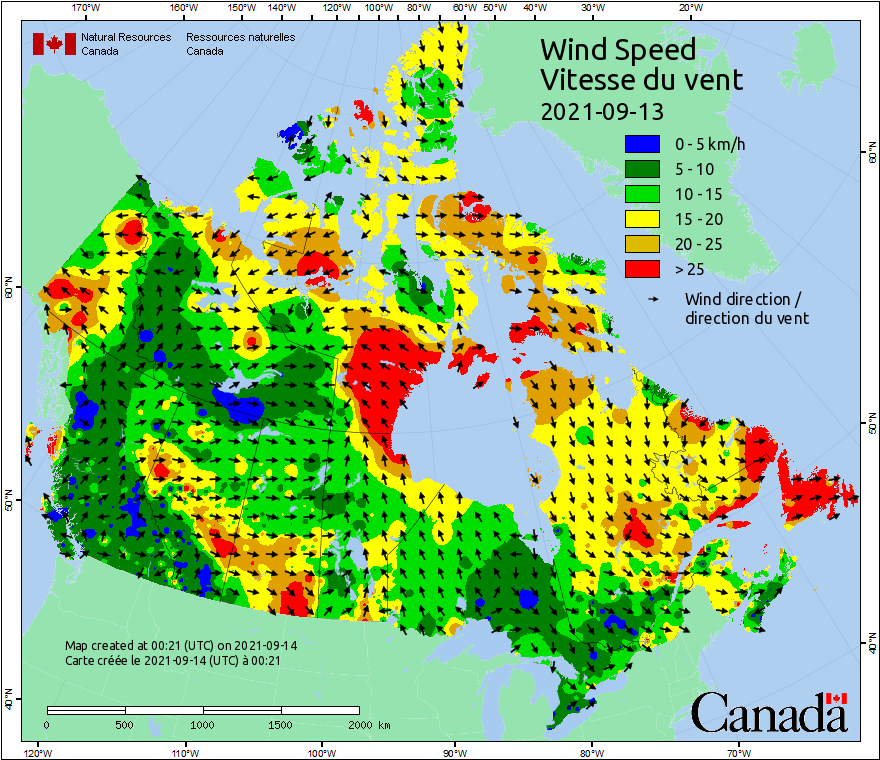 170°W 160°W 150°W 140°W 130°W 120°W 110°W 100°W 90°W 80°W 70°W 60°W 50°W 40°W 30°W 20°W
Natural Resources Ressources naturelles
Canada Canada
Wind Speed
Vitesse du vent
2021-09-13
0 - 5 km/h
5 - 10
10 - 15
15 - 20
20 - 25
> 25
Wind direction /
direction du vent
60°N
60°N
50°N
50°N
40°N
40°N
Map created at 00:21 (UTC) on 2021-09-14
Carte créée le 2021-09-14 (UTC) à 00:21
0 500 1000 1500 2000 km
Canada
120°W 110°W 100°W 90°W 80°W 70°W